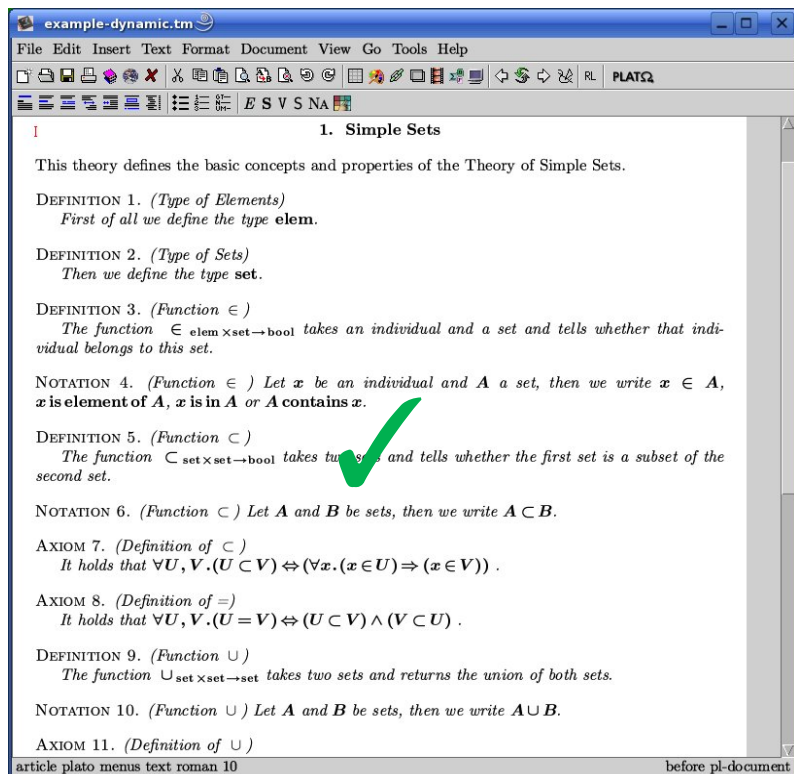 example-dynamic.tm
File Edit Insert Text Format Document View Go Tools Help
RL PLATΩ
E S V S NA
1. Simple Sets
This theory defines the basic concepts and properties of the Theory of Simple Sets.
DEFINITION 1. (Type of Elements)
First of all we define the type elem.
DEFINITION 2. (Type of Sets)
Then we define the type set.
DEFINITION 3. (Function ∈ )
The function ∈ elem×set→bool takes an individual and a set and tells whether that indi-
vidual belongs to this set.
NOTATION 4. (Function ∈ ) Let x be an individual and A a set, then we write x ∈ A,
x is element of A, x is in A or A contains x.
DEFINITION 5. (Function ⊂ )
The function ⊂ set×set→bool takes two sets and tells whether the first set is a subset of the
second set.
NOTATION 6. (Function ⊂ ) Let A and B be sets, then we write A ⊂ B.
AXIOM 7. (Definition of ⊂ )
It holds that ∀U, V.(U ⊂ V) ⇔ (∀x.(x ∈ U) ⇒ (x ∈ V)) .
AXIOM 8. (Definition of =)
It holds that ∀U, V.(U = V) ⇔ (U ⊂ V) ∧ (V ⊂ U) .
DEFINITION 9. (Function ∪ )
The function ∪ set×set→set takes two sets and returns the union of both sets.
NOTATION 10. (Function ∪ ) Let A and B be sets, then we write A ∪ B.
AXIOM 11. (Definition of ∪ )
article plato menus text roman 10 before pl-document